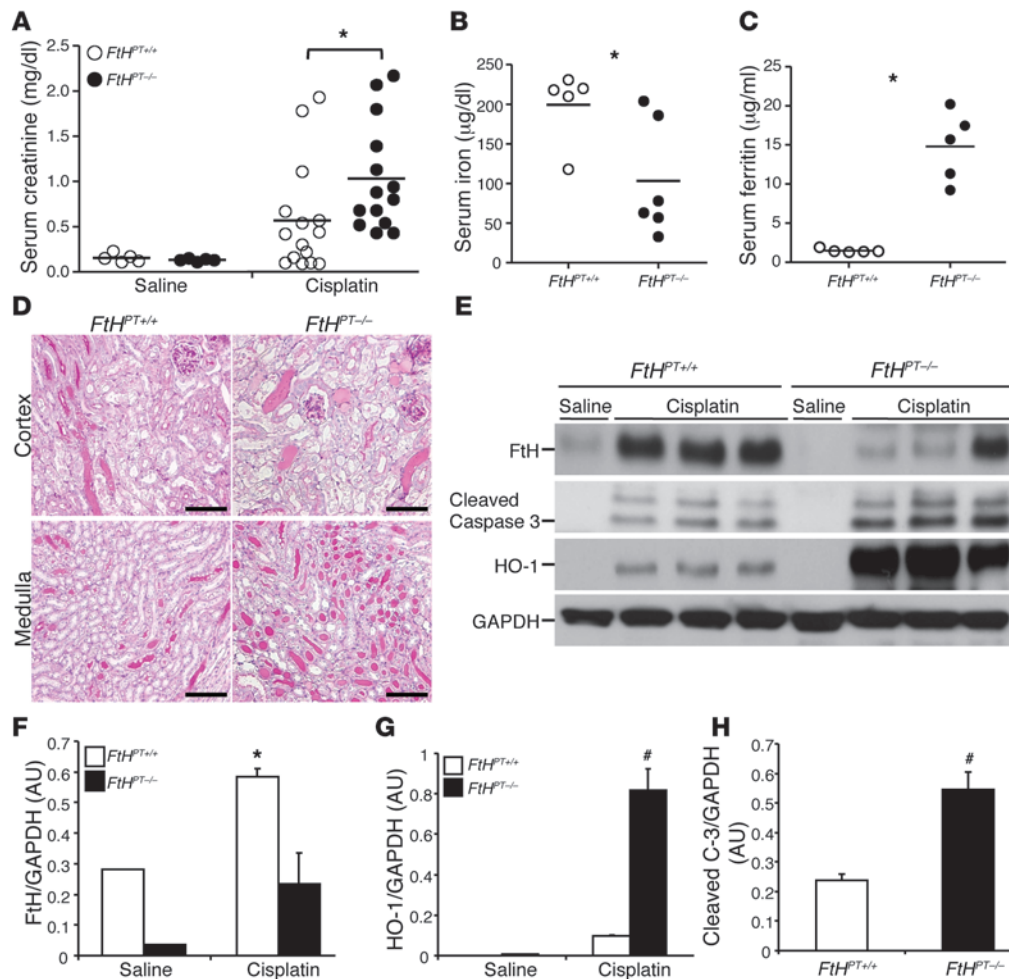 A
Serum creatinine (mg/dl)
2.5
2.0
1.5
1.0
0.5
0.0
FtH^PT+/+
FtH^PT–/–
*
Saline
Cisplatin
B
Serum iron (µg/dl)
250
200
150
100
50
0
*
FtH^PT+/+
FtH^PT–/–
C
Serum ferritin (µg/ml)
25
20
15
10
5
0
*
FtH^PT+/+
FtH^PT–/–
D
FtH^PT+/+
FtH^PT–/–
Cortex
Medulla
E
FtH^PT+/+
FtH^PT–/–
Saline
Cisplatin
Saline
Cisplatin
FtH
Cleaved
Caspase 3
HO-1
GAPDH
F
FtH/GAPDH (AU)
0.7
0.6
0.5
0.4
0.3
0.2
0.1
0
FtH^PT+/+
FtH^PT–/–
*
Saline
Cisplatin
G
HO-1/GAPDH (AU)
1
0.8
0.6
0.4
0.2
0
FtH^PT+/+
FtH^PT–/–
#
Saline
Cisplatin
H
Cleaved C-3/GAPDH
(AU)
0.7
0.6
0.5
0.4
0.3
0.2
0.1
0
#
FtH^PT+/+
FtH^PT–/–